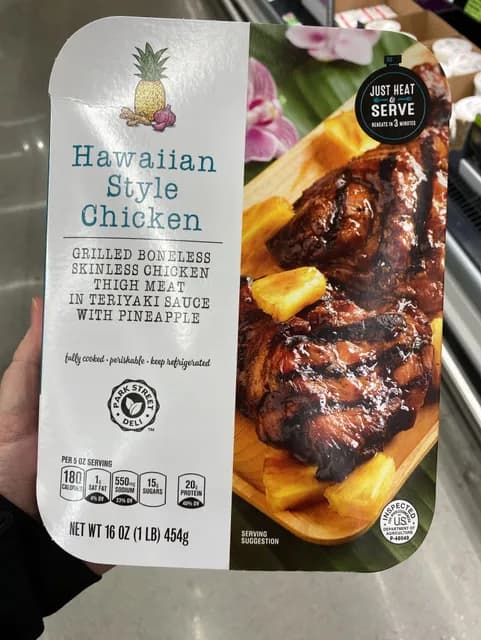 JUST HEAT
&
SERVE
REHEATS IN 3 MINUTES
Hawaiian
Style
Chicken
GRILLED BONELESS
SKINLESS CHICKEN
THIGH MEAT
IN TERIYAKI SAUCE
WITH PINEAPPLE
fully cooked • perishable • keep refrigerated
PARK STREET
DELI
TM
PER 5 OZ SERVING
180
CALORIES
1g
SAT FAT
550mg
SODIUM
23% DV
15g
SUGARS
20g
PROTEIN
40% DV
NET WT 16 OZ (1 LB) 454g
SERVING
SUGGESTION
INSPECTED
U.S.
DEPARTMENT OF
AGRICULTURE